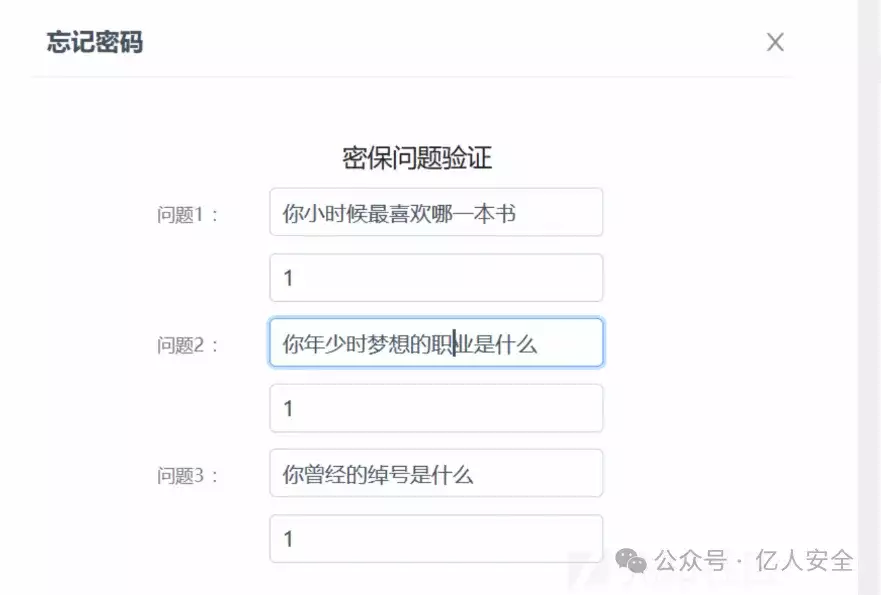 忘记密码
密保问题验证
问题1：
你小时候最喜欢哪一本书
1
问题2：
你年少时梦想的职业是什么
1
问题3：
你曾经的绰号是什么
1
公众号 · 亿人安全